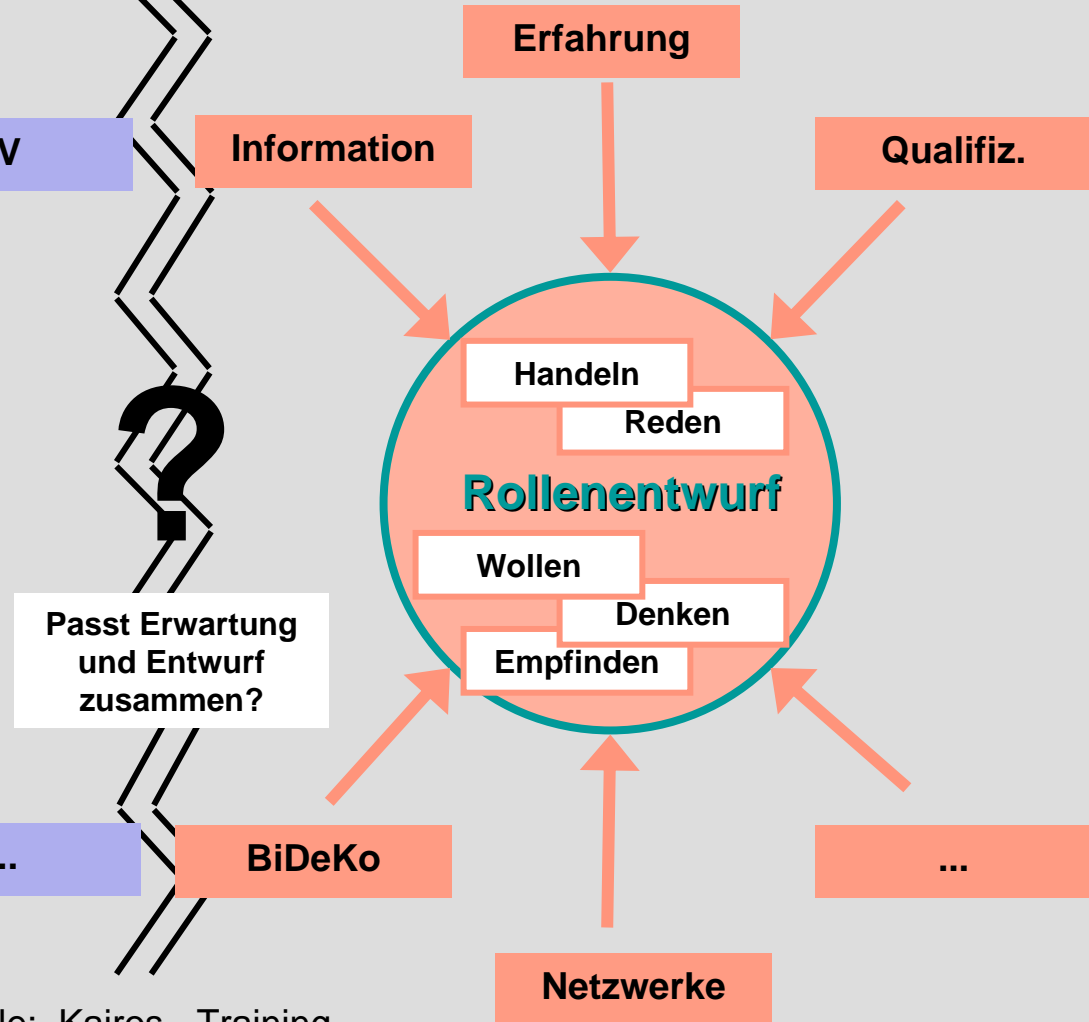 Erfahrung
V
Information
Qualifiz.
Handeln
Reden
Rollenentwurf
?
Wollen
Denken
Empfinden
Passt Erwartung
und Entwurf
zusammen?
..
BiDeKo
...
Netzwerke
Kairos - Training